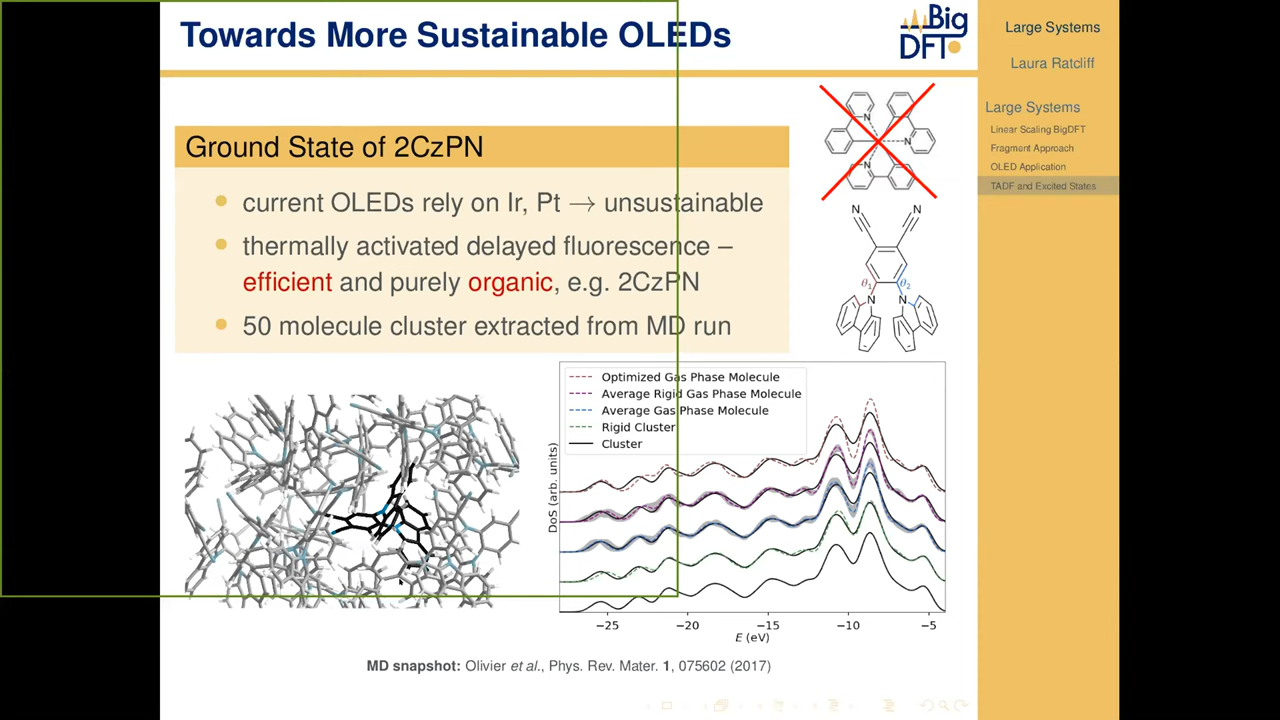 Towards More Sustainable OLEDs
Big
DFT
Large Systems
Laura Ratcliff
Large Systems
Linear Scaling BigDFT
Fragment Approach
OLED Application
TADF and Excited States
Ground State of 2CzPN
current OLEDs rely on Ir, Pt → unsustainable
thermally activated delayed fluorescence –
efficient and purely organic, e.g. 2CzPN
50 molecule cluster extracted from MD run
N
N
N
N N
θ1 θ2
N N
Optimized Gas Phase Molecule
Average Rigid Gas Phase Molecule
Average Gas Phase Molecule
Rigid Cluster
Cluster
DoS (arb. units)
−25 −20 −15 −10 −5
E (eV)
MD snapshot: Olivier et al., Phys. Rev. Mater. 1, 075602 (2017)